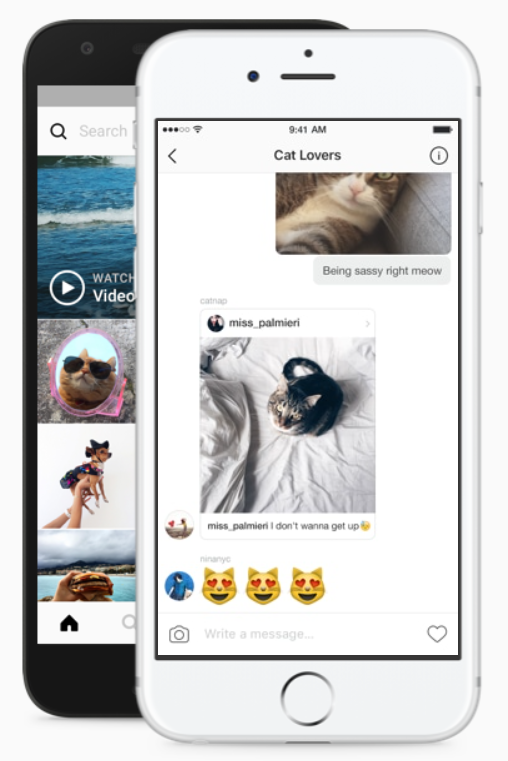 Search
WATCH
Video
9:41 AM
Cat Lovers
Being sassy right meow
catnap
miss_palmieri
miss_palmieri I don't wanna get up
ninanyc
Write a message...